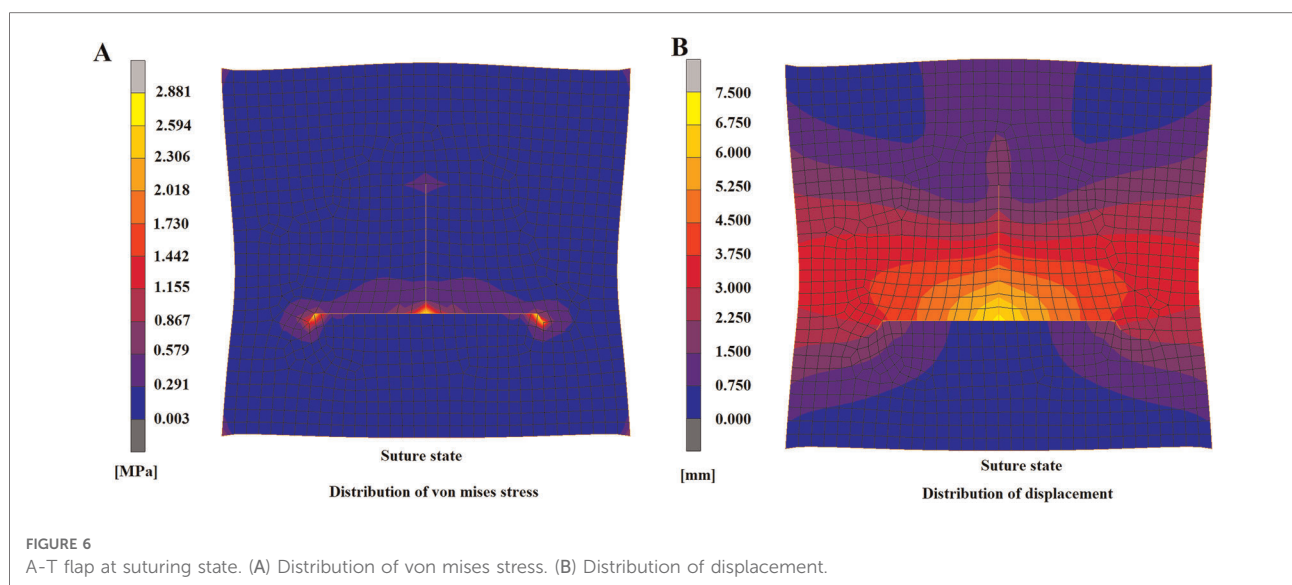 A
2.881
2.594
2.306
2.018
1.730
1.442
1.155
0.867
0.579
0.291
0.003
[MPa]
Suture state
Distribution of von mises stress
B
7.500
6.750
6.000
5.250
4.500
3.750
3.000
2.250
1.500
0.750
0.000
[mm]
Suture state
Distribution of displacement
FIGURE 6
A-T flap at suturing state. (A) Distribution of von mises stress. (B) Distribution of displacement.